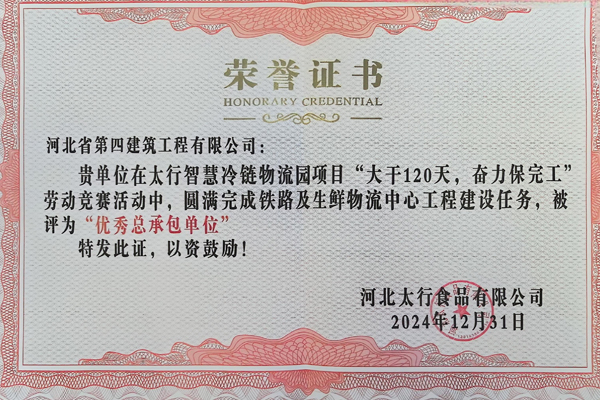 荣誉证书
HONORARY CREDENTIAL
河北省第四建筑工程有限公司：
贵单位在太行智慧冷链物流园项目“大干120天，奋力保完工”
劳动竞赛活动中，圆满完成铁路及生鲜物流中心工程建设任务，被
评为“优秀总承包单位”
特发此证，以资鼓励！
河北太行食品有限公司
2024年12月31日